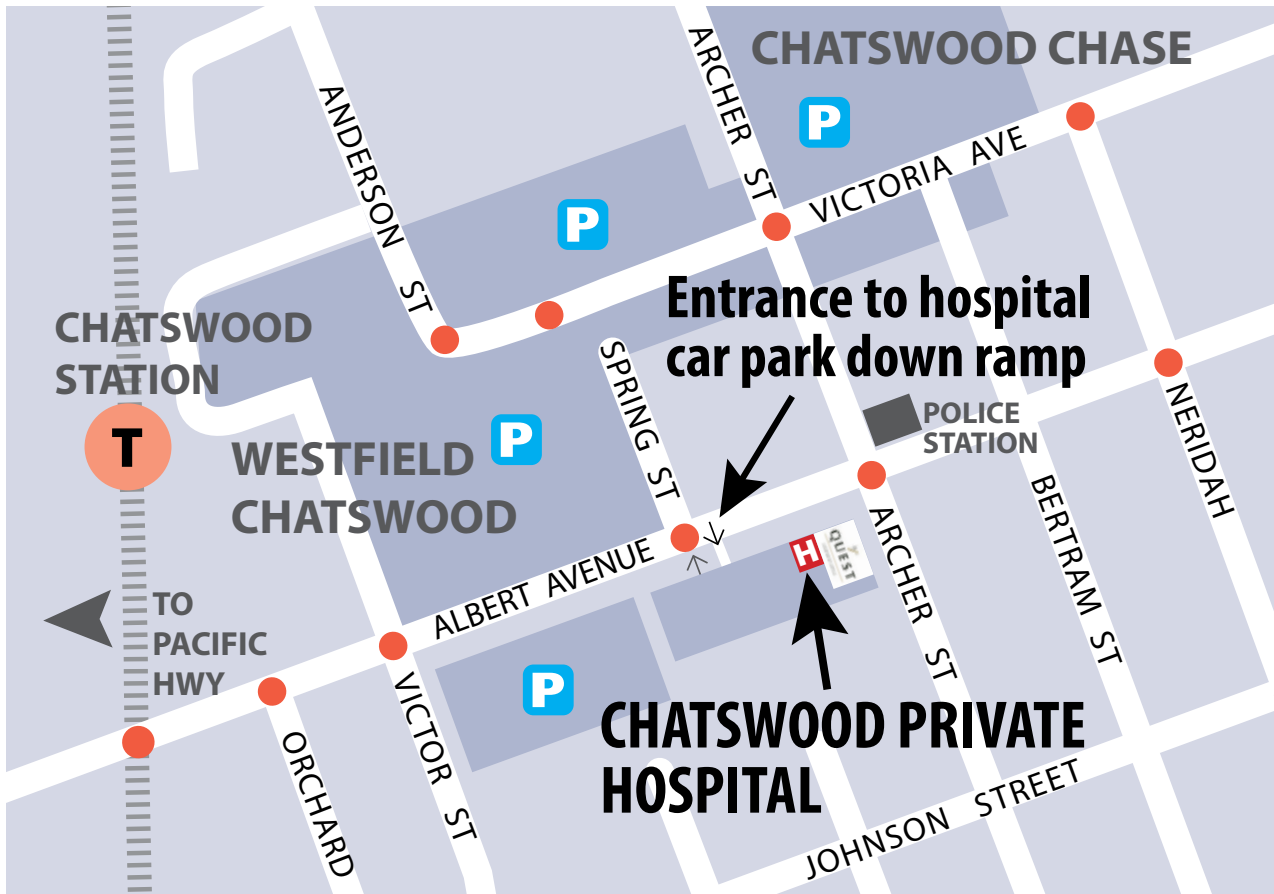 CHATSWOOD CHASE
ARCHER ST
ANDERSON ST
P
VICTORIA AVE
P
Entrance to hospital
car park down ramp
CHATSWOOD
STATION
T
SPRING ST
POLICE
STATION
NERIDAH
WESTFIELD
CHATSWOOD
P
BERTRAM ST
ARCHER ST
H
QUEST
ALBERT AVENUE
TO
PACIFIC
HWY
P
VICTOR ST
ORCHARD
CHATSWOOD PRIVATE
HOSPITAL
JOHNSON STREET